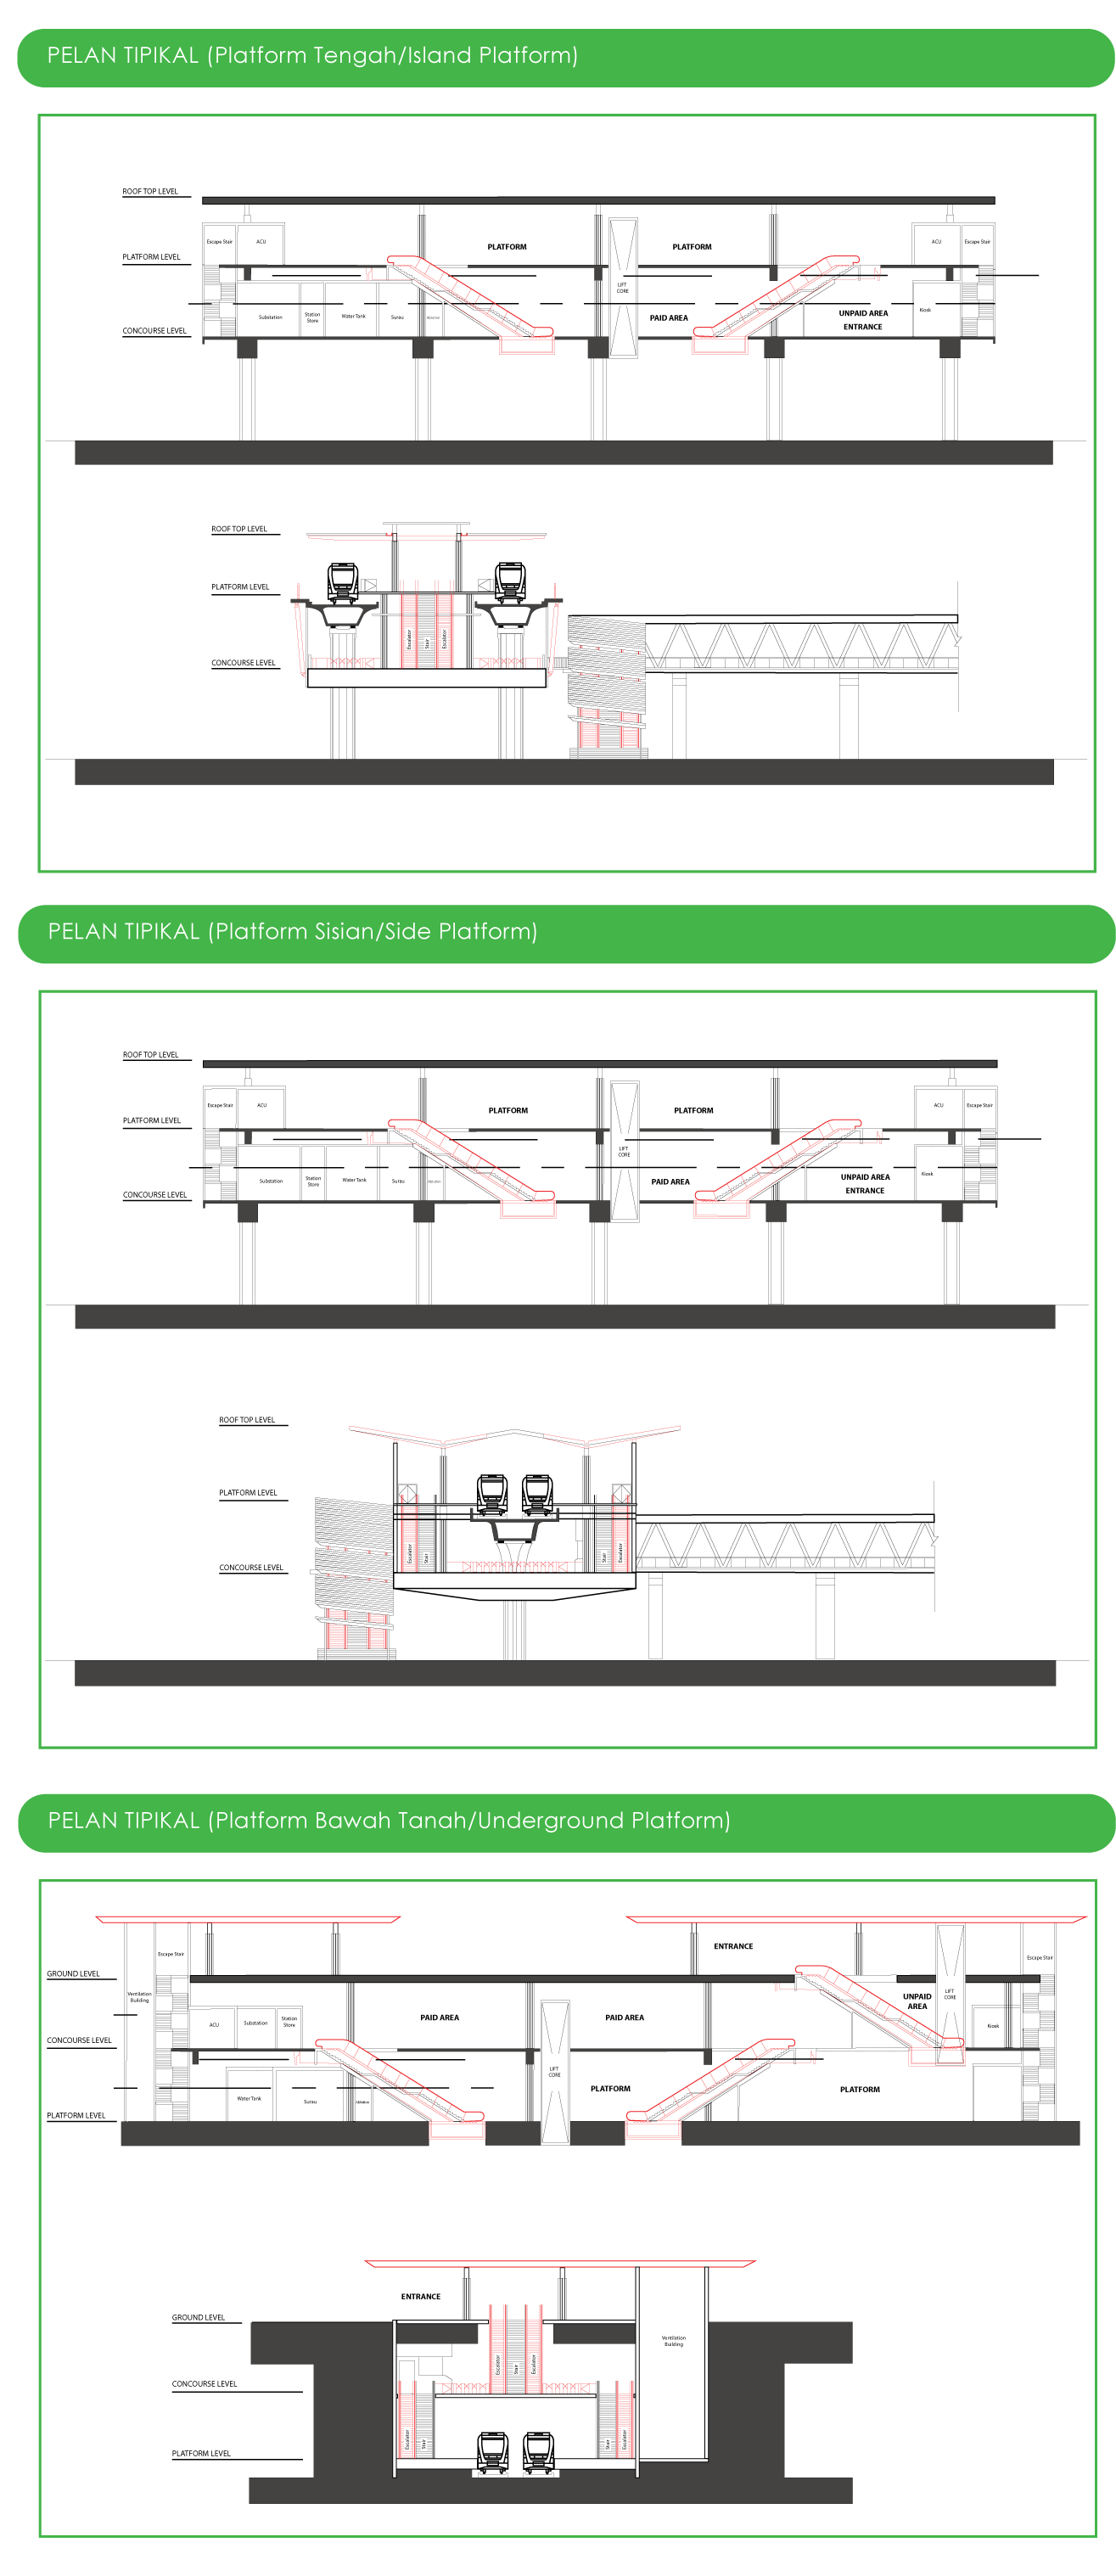 PELAN TIPIKAL (Platform Tengah/Island Platform)
ROOF TOP LEVEL
Escape Stair
ACU
PLATFORM
PLATFORM
ACU
Escape Stair
PLATFORM LEVEL
LIFT
CORE
Substation
Station
Store
Water Tank
Surau
PAID AREA
UNPAID AREA
ENTRANCE
Kiosk
CONCOURSE LEVEL
ROOF TOP LEVEL
PLATFORM LEVEL
Escalator
Stair
Escalator
CONCOURSE LEVEL
PELAN TIPIKAL (Platform Sisian/Side Platform)
ROOF TOP LEVEL
Escape Stair
ACU
PLATFORM
PLATFORM
ACU
Escape Stair
PLATFORM LEVEL
LIFT
CORE
Substation
Station
Store
Water Tank
Surau
PAID AREA
UNPAID AREA
ENTRANCE
Kiosk
CONCOURSE LEVEL
ROOF TOP LEVEL
PLATFORM LEVEL
Escalator
Stair
Stair
Escalator
CONCOURSE LEVEL
PELAN TIPIKAL (Platform Bawah Tanah/Underground Platform)
Escape Stair
ENTRANCE
Escape Stair
GROUND LEVEL
Ventilation
Building
ACU
Substation
Station
Store
PAID AREA
PAID AREA
UNPAID
AREA
LIFT
CORE
Kiosk
CONCOURSE LEVEL
LIFT
CORE
Water Tank
Surau
PLATFORM
PLATFORM
PLATFORM LEVEL
ENTRANCE
GROUND LEVEL
Ventilation
Building
Escalator
Stair
Escalator
CONCOURSE LEVEL
Escalator
Stair
Stair
Escalator
PLATFORM LEVEL